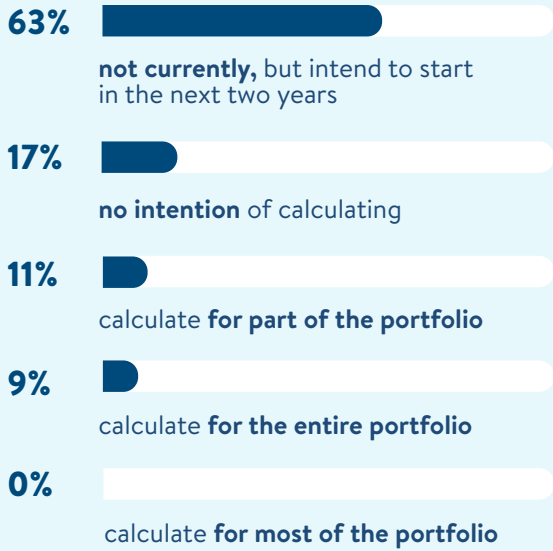 63%
not currently, but intend to start
in the next two years
17%
no intention of calculating
11%
calculate for part of the portfolio
9%
calculate for the entire portfolio
0%
calculate for most of the portfolio